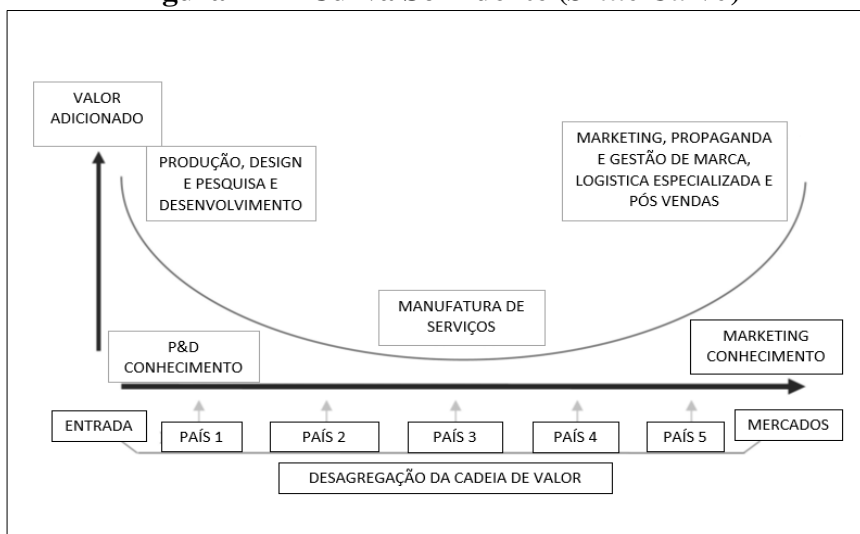 VALOR
ADICIONADO
PRODUÇÃO, DESIGN
E PESQUISA E
DESENVOLVIMENTO
MARKETING, PROPAGANDA
E GESTÃO DE MARCA,
LOGISTICA ESPECIALIZADA E
PÓS VENDAS
MANUFATURA DE
SERVIÇOS
P&D
CONHECIMENTO
MARKETING
CONHECIMENTO
ENTRADA
PAÍS 1
PAÍS 2
PAÍS 3
PAÍS 4
PAÍS 5
MERCADOS
DESAGREGAÇÃO DA CADEIA DE VALOR